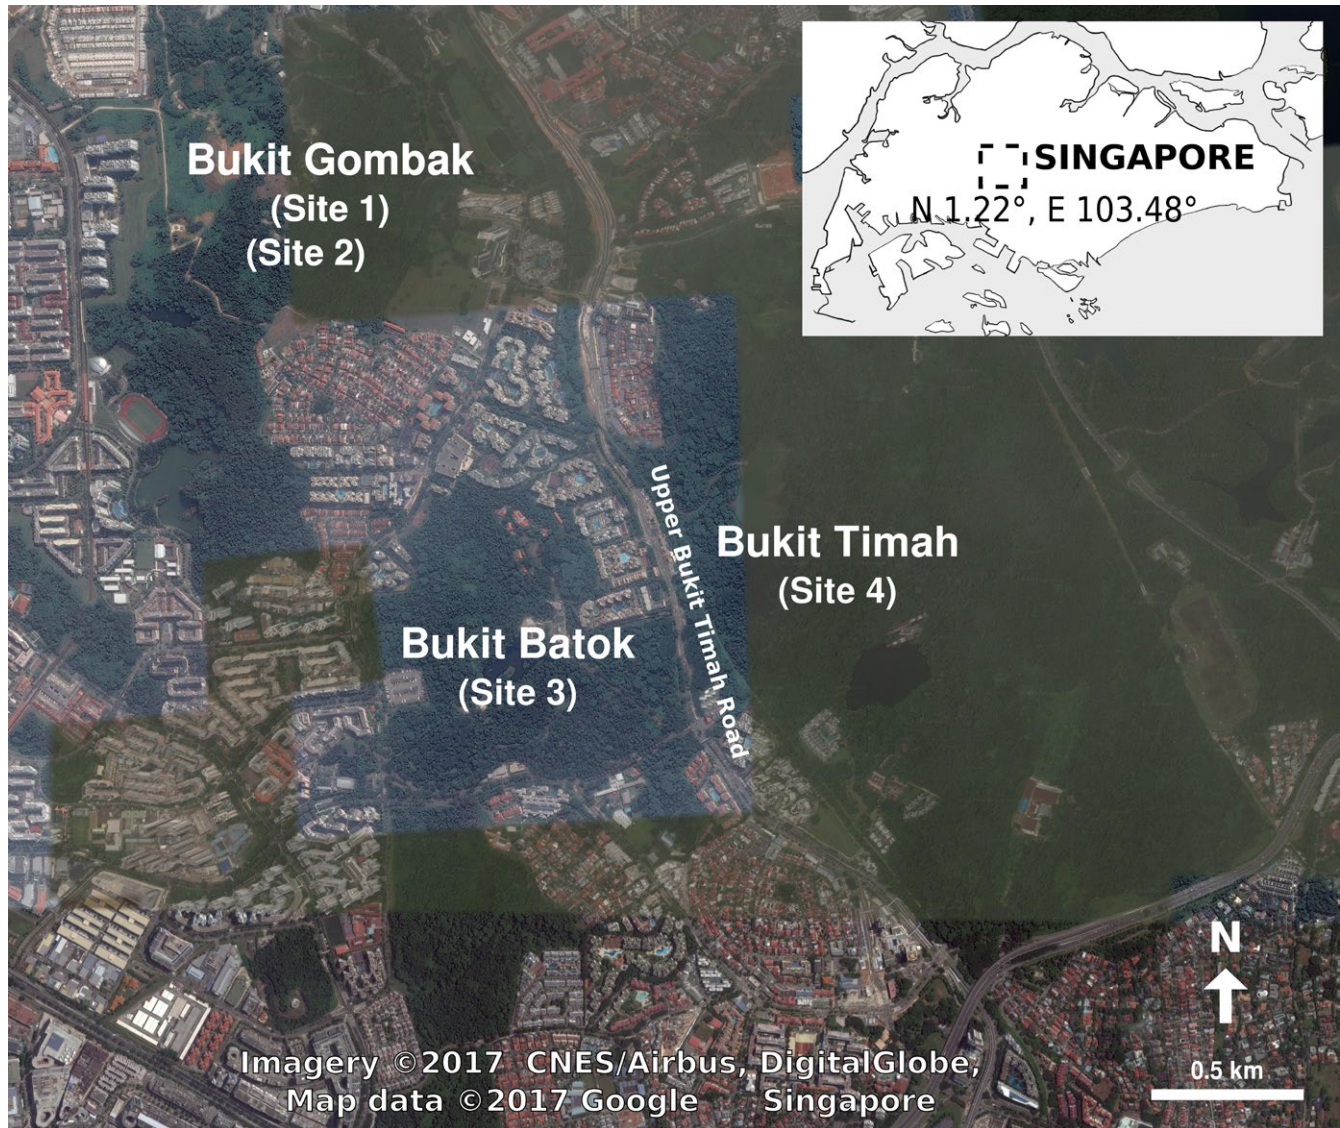 SINGAPORE
N 1.22°, E 103.48°
Bukit Gombak
(Site 1)
(Site 2)
Upper Bukit Timah Road
Bukit Timah
(Site 4)
Bukit Batok
(Site 3)
N
0.5 km
Imagery ©2017 CNES/Airbus, DigitalGlobe,
Map data ©2017 Google Singapore